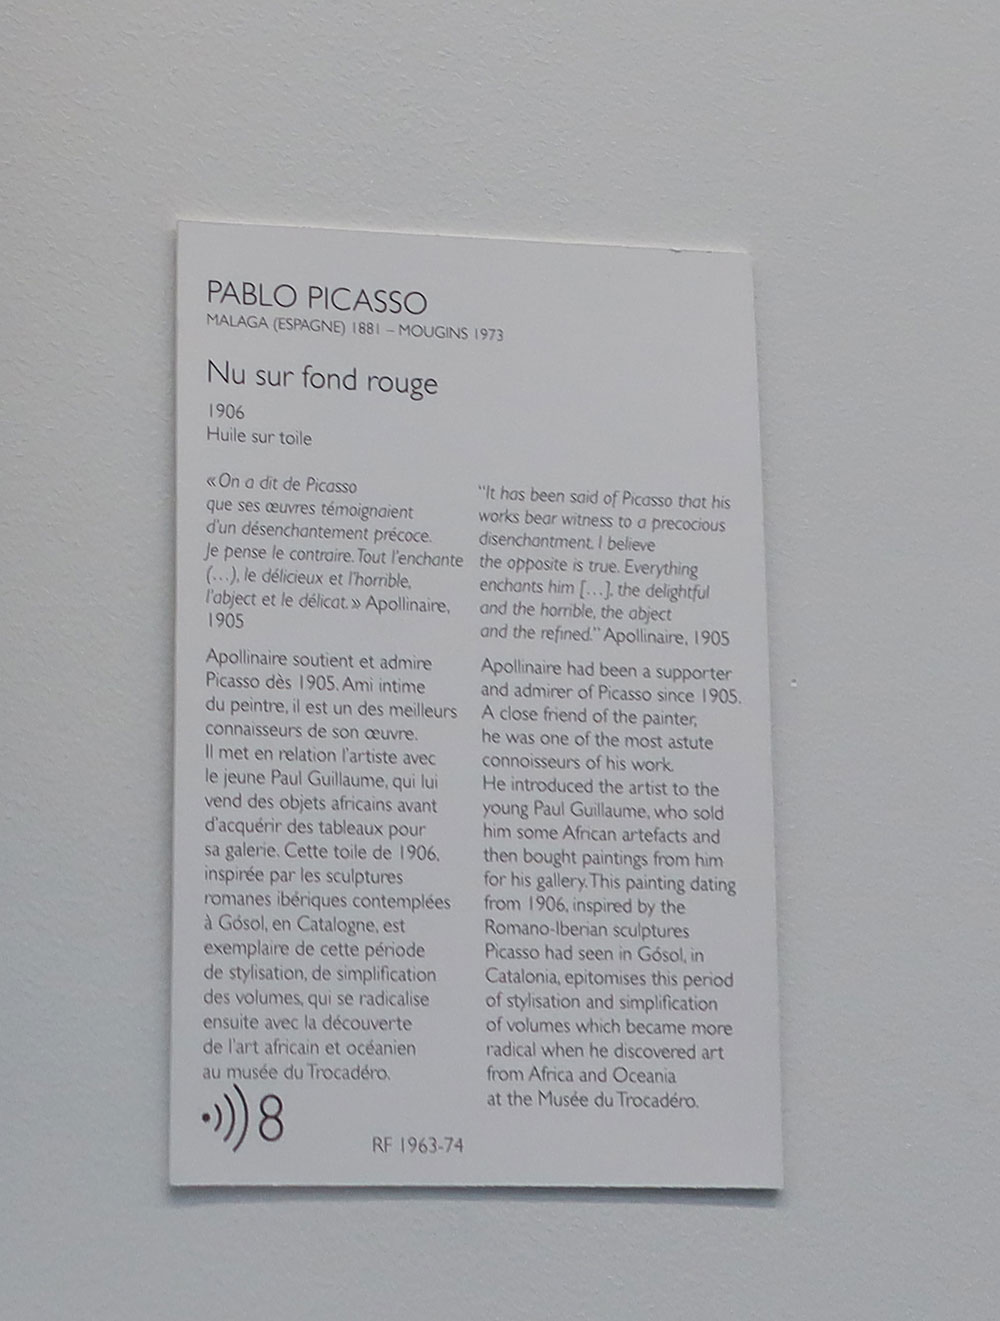 PABLO PICASSO
MALAGA (ESPAGNE) 1881 – MOUGINS 1973
Nu sur fond rouge
1906
Huile sur toile
«On a dit de Picasso
que ses œuvres témoignaient
d'un désenchantement précoce.
Je pense le contraire. Tout l'enchante
(…), le délicieux et l'horrible,
l'abject et le délicat.» Apollinaire,
1905
Apollinaire soutient et admire
Picasso dès 1905. Ami intime
du peintre, il est un des meilleurs
connaisseurs de son œuvre.
Il met en relation l'artiste avec
le jeune Paul Guillaume, qui lui
vend des objets africains avant
d'acquérir des tableaux pour
sa galerie. Cette toile de 1906,
inspirée par les sculptures
romanes ibériques contemplées
à Gósol, en Catalogne, est
exemplaire de cette période
de stylisation, de simplification
des volumes, qui se radicalise
ensuite avec la découverte
de l'art africain et océanien
au musée du Trocadéro.
"It has been said of Picasso that his
works bear witness to a precocious
disenchantment. I believe
the opposite is true. Everything
enchants him […], the delightful
and the horrible, the abject
and the refined." Apollinaire, 1905
Apollinaire had been a supporter
and admirer of Picasso since 1905.
A close friend of the painter,
he was one of the most astute
connoisseurs of his work.
He introduced the artist to the
young Paul Guillaume, who sold
him some African artefacts and
then bought paintings from him
for his gallery. This painting dating
from 1906, inspired by the
Romano-Iberian sculptures
Picasso had seen in Gósol, in
Catalonia, epitomises this period
of stylisation and simplification
of volumes which became more
radical when he discovered art
from Africa and Oceania
at the Musée du Trocadéro.
8
RF 1963-74